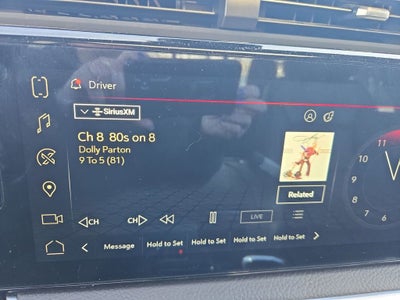 Driver
SiriusXM
Ch 8 80s on 8
Dolly Parton
9 To 5 (81)
Related
CH CH LIVE
Message Hold to Set Hold to Set Hold to Set Hold to Set
11
10
9
8
7
6